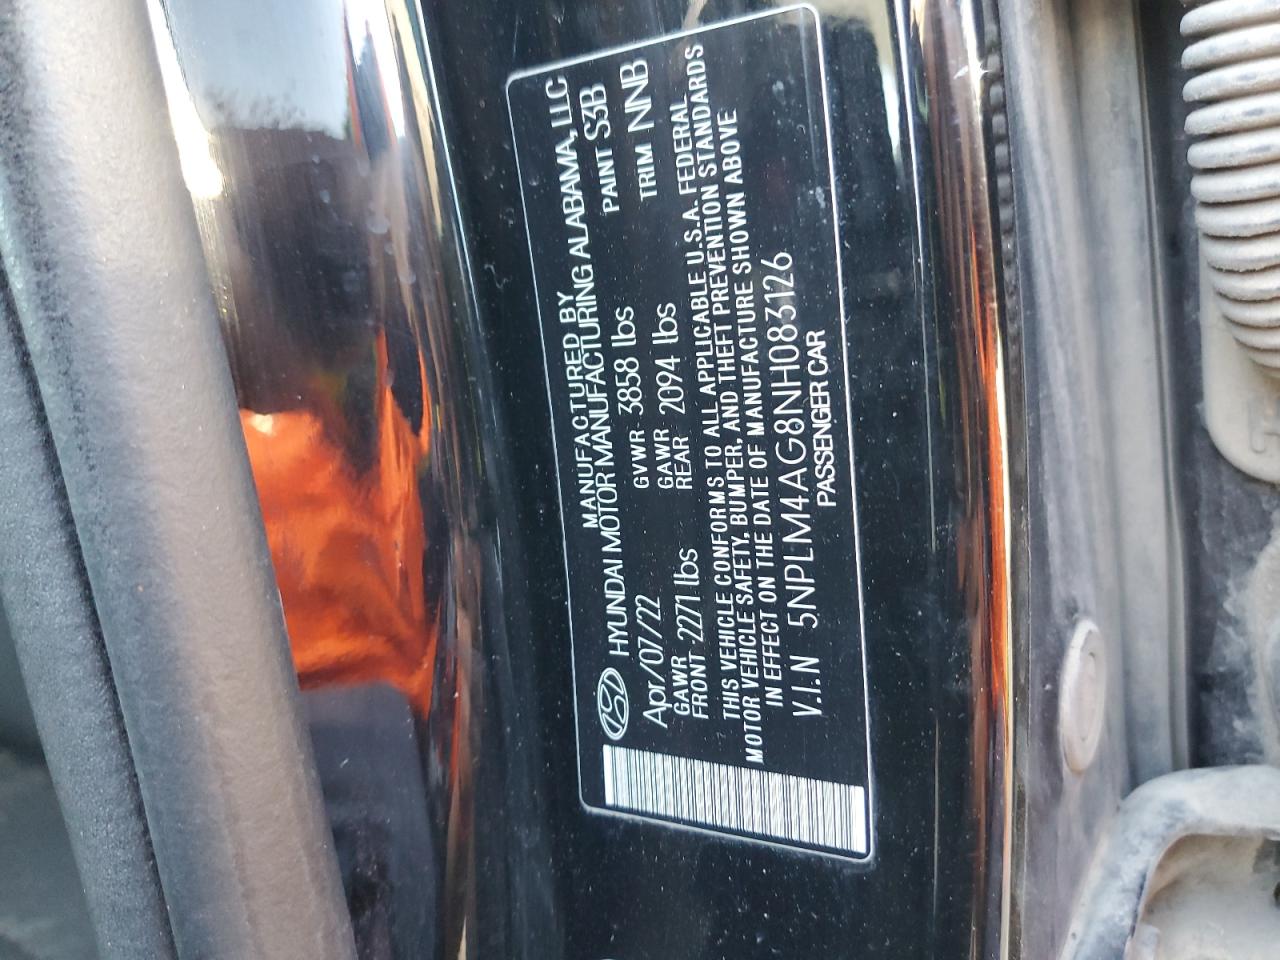 MANUFACTURED BY
HYUNDAI MOTOR MANUFACTURING ALABAMA, LLC
Apr/07/22 GVWR 3858 lbs PAINT S3B
GAWR FRONT 2271 lbs GAWR REAR 2094 lbs TRIM NNB
THIS VEHICLE CONFORMS TO ALL APPLICABLE U.S.A. FEDERAL
MOTOR VEHICLE SAFETY, BUMPER, AND THEFT PREVENTION STANDARDS
IN EFFECT ON THE DATE OF MANUFACTURE SHOWN ABOVE
V.I.N 5NPLM4AG8NH083126
PASSENGER CAR